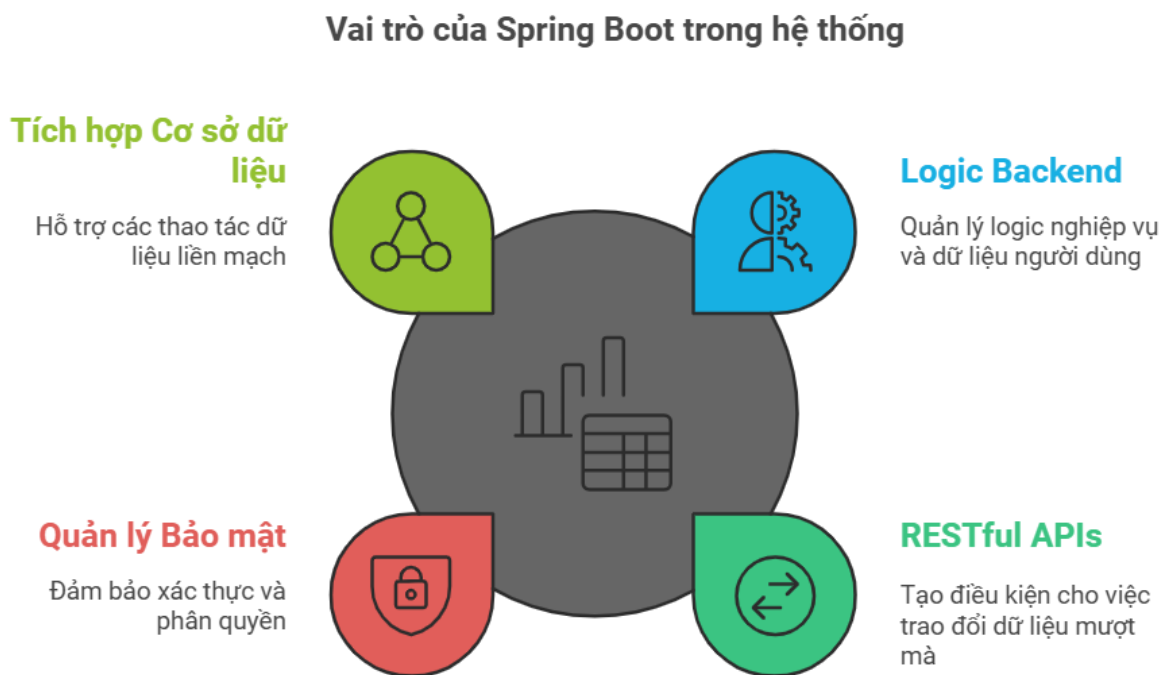 Vai trò của Spring Boot trong hệ thống
Tích hợp Cơ sở dữ
liệu
Hỗ trợ các thao tác dữ
liệu liền mạch
Logic Backend
Quản lý logic nghiệp vụ
và dữ liệu người dùng
Quản lý Bảo mật
Đảm bảo xác thực và
phân quyền
RESTful APIs
Tạo điều kiện cho việc
trao đổi dữ liệu mượt
mà